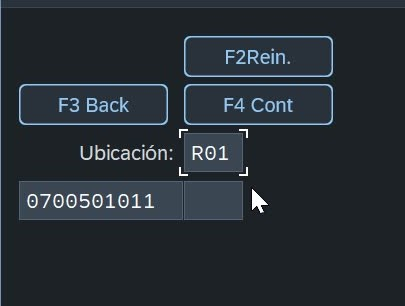 F2Rein.
F3 Back F4 Cont
Ubicación: R01
0700501011